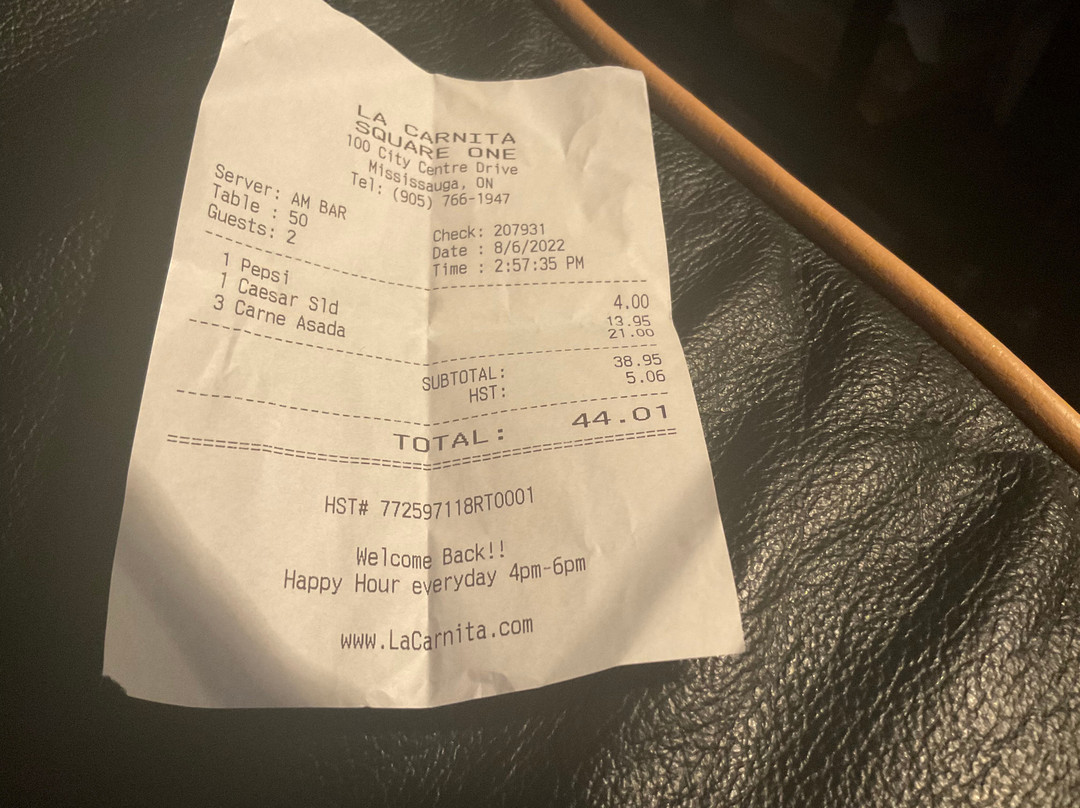 LA CARNITA
SQUARE ONE
100 City Centre Drive
Mississauga, ON
Tel: (905) 766-1947
Server: AM BAR
Table : 50
Guests: 2
Check: 207931
Date : 8/6/2022
Time : 2:57:35 PM
1 Pepsi 4.00
1 Caesar Sld 13.95
3 Carne Asada 21.00
SUBTOTAL: 38.95
HST: 5.06
TOTAL: 44.01
HST# 772597118RT0001
Welcome Back!!
Happy Hour everyday 4pm-6pm
www.LaCarnita.com